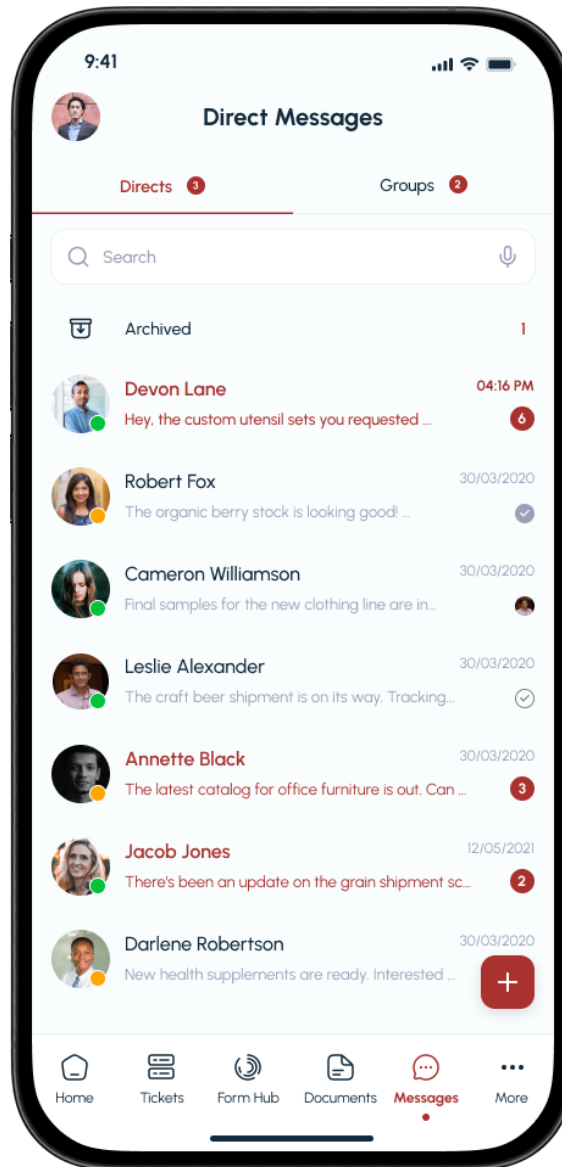 9:41
Direct Messages
Directs 3
Groups 2
Search
Archived 1
Devon Lane 04:16 PM
Hey, the custom utensil sets you requested ... 6
Robert Fox 30/03/2020
The organic berry stock is looking good! ...
Cameron Williamson 30/03/2020
Final samples for the new clothing line are in...
Leslie Alexander 30/03/2020
The craft beer shipment is on its way. Tracking...
Annette Black 30/03/2020
The latest catalog for office furniture is out. Can ... 3
Jacob Jones 12/05/2021
There's been an update on the grain shipment sc... 2
Darlene Robertson 30/03/2020
New health supplements are ready. Interested ...
Home Tickets Form Hub Documents Messages More